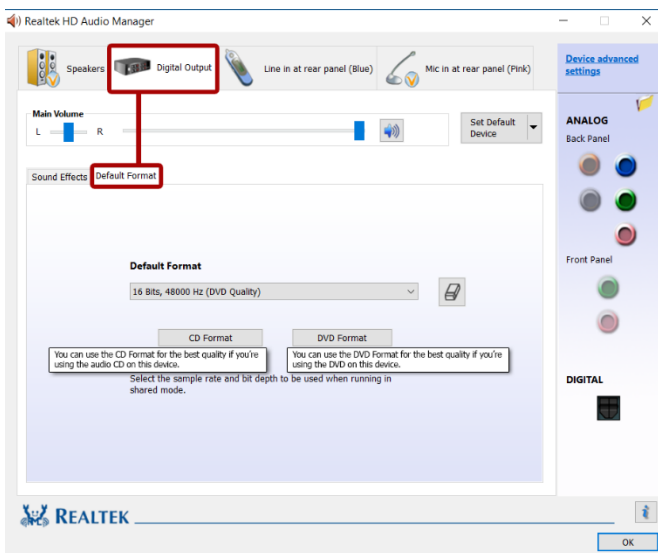 Realtek HD Audio Manager
Speakers
Digital Output
Line in at rear panel (Blue)
Mic in at rear panel (Pink)
Device advanced
settings
Main Volume
L
R
Set Default
Device
ANALOG
Back Panel
Sound Effects
Default Format
Front Panel
Default Format
16 Bits, 48000 Hz (DVD Quality)
CD Format
DVD Format
You can use the CD Format for the best quality if you're
using the audio CD on this device.
You can use the DVD Format for the best quality if you're
using the DVD on this device.
Select the sample rate and bit depth to be used when running in
shared mode.
DIGITAL
REALTEK
i
OK